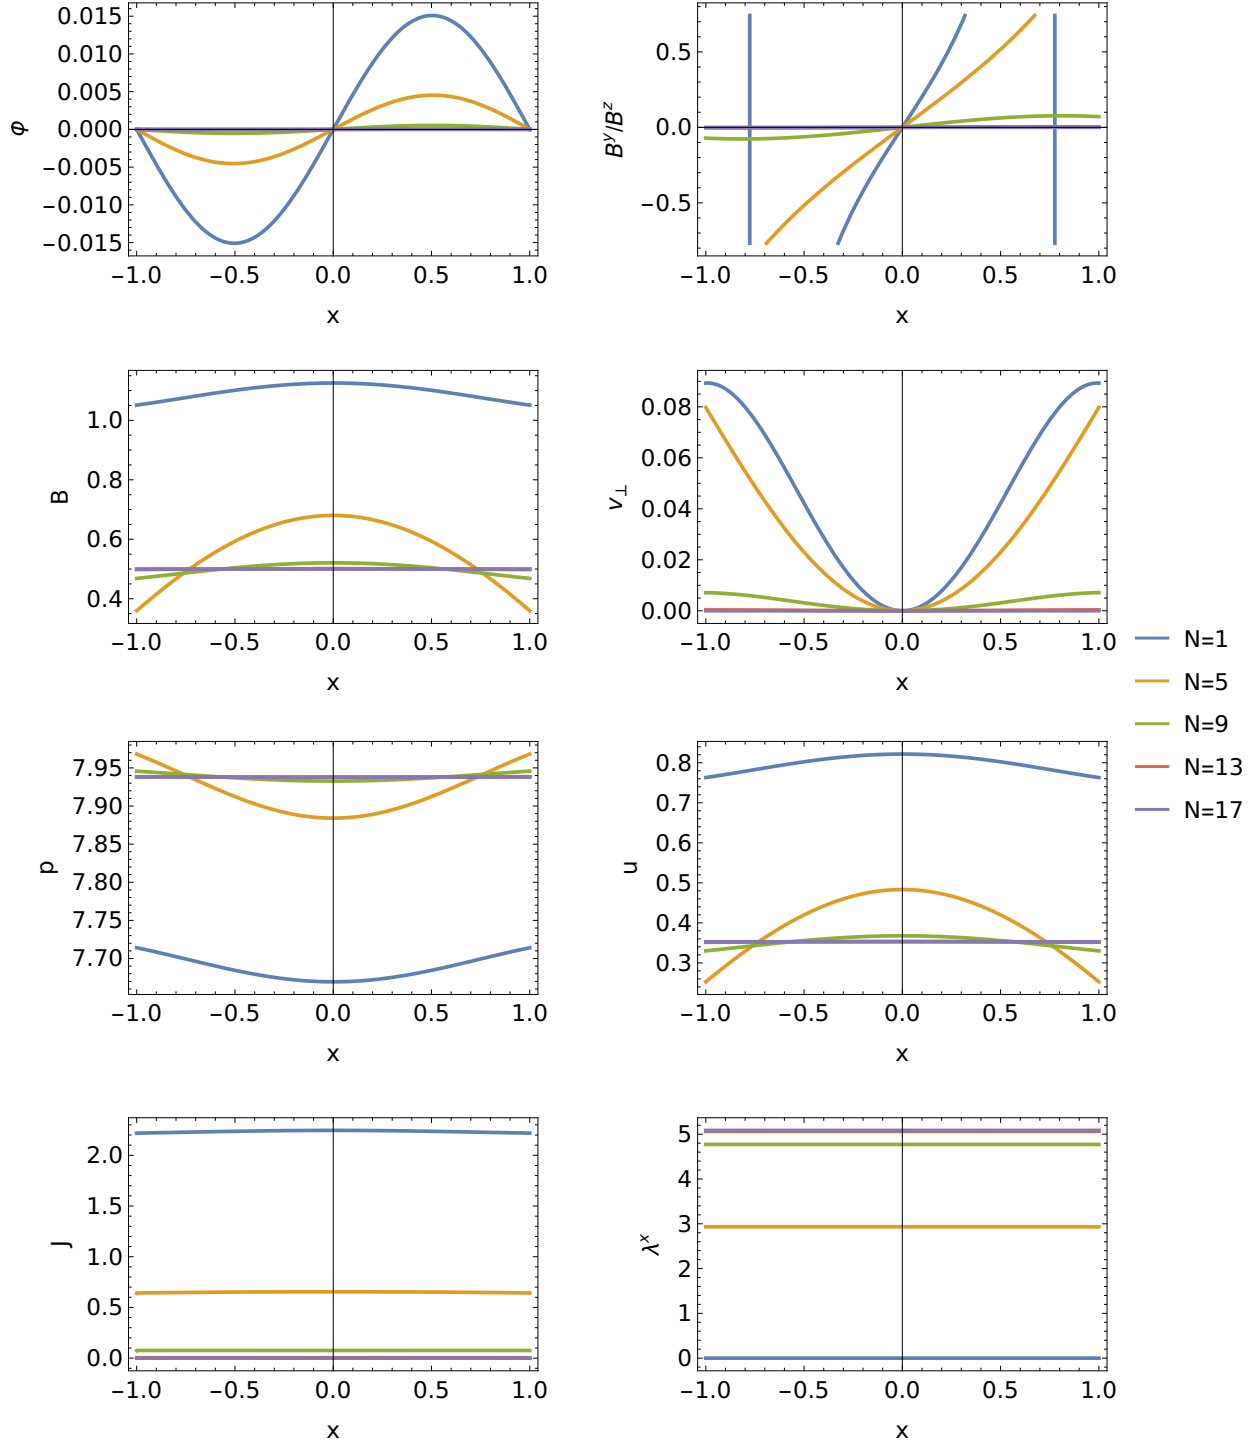 0.015
0.010
0.005
0.000
−0.005
−0.010
−0.015
φ
−1.0 −0.5 0.0 0.5 1.0
x
0.5
0.0
−0.5
B^y/B^z
−1.0 −0.5 0.0 0.5 1.0
x
1.0
0.8
0.6
0.4
B
−1.0 −0.5 0.0 0.5 1.0
x
0.08
0.06
0.04
0.02
0.00
v⊥
−1.0 −0.5 0.0 0.5 1.0
x
7.95
7.90
7.85
7.80
7.75
7.70
p
−1.0 −0.5 0.0 0.5 1.0
x
0.8
0.7
0.6
0.5
0.4
0.3
u
−1.0 −0.5 0.0 0.5 1.0
x
2.0
1.5
1.0
0.5
0.0
J
−1.0 −0.5 0.0 0.5 1.0
x
5
4
3
2
1
0
λ^x
−1.0 −0.5 0.0 0.5 1.0
x
N=1
N=5
N=9
N=13
N=17